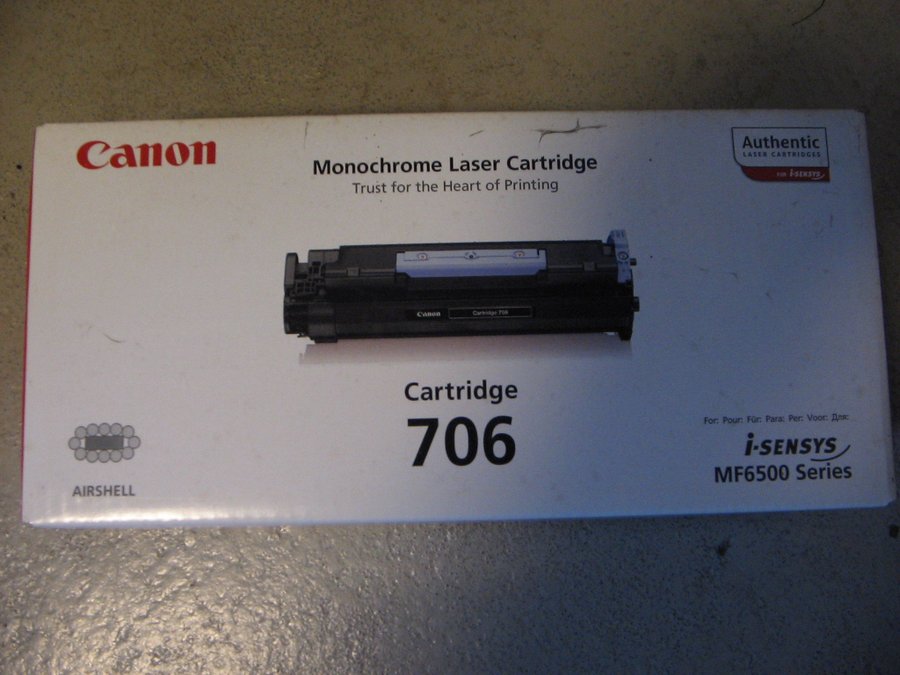 Canon
Monochrome Laser Cartridge
Trust for the Heart of Printing
Authentic
LASER CARTRIDGES
FOR i-SENSYS
Canon Cartridge 706
Cartridge
706
AIRSHELL
For: Pour: Für: Para: Per: Voor: Для:
i-SENSYS
MF6500 Series